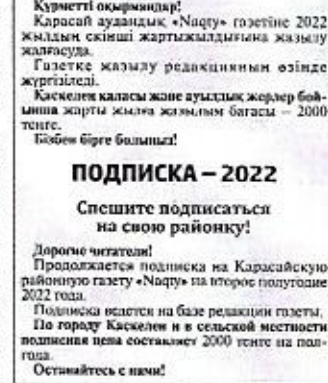 Құрметті оқырмандар!
Қарасай аудандық «Naqty» газетіне 2022
жылдың екінші жартыжылдығына жазылу
жалғасуда.
Газетке жазылу редакцияның өзінде
жүргізіледі.
Қаскелең қаласы және ауылдық жерлер бой-
ынша жарты жылға жазылым бағасы – 2000
теңге.
Бізбен бірге болыңыз!
ПОДПИСКА – 2022
Спешите подписаться
на свою районку!
Дорогие читатели!
Продолжается подписка на Карасайскую
районную газету «Naqty» на второе полугодие
2022 года.
Подписка ведется на базе редакции газеты.
По городу Каскелен и в сельской местности
подписная цена составляет 2000 тенге на пол-
года.
Оставайтесь с нами!